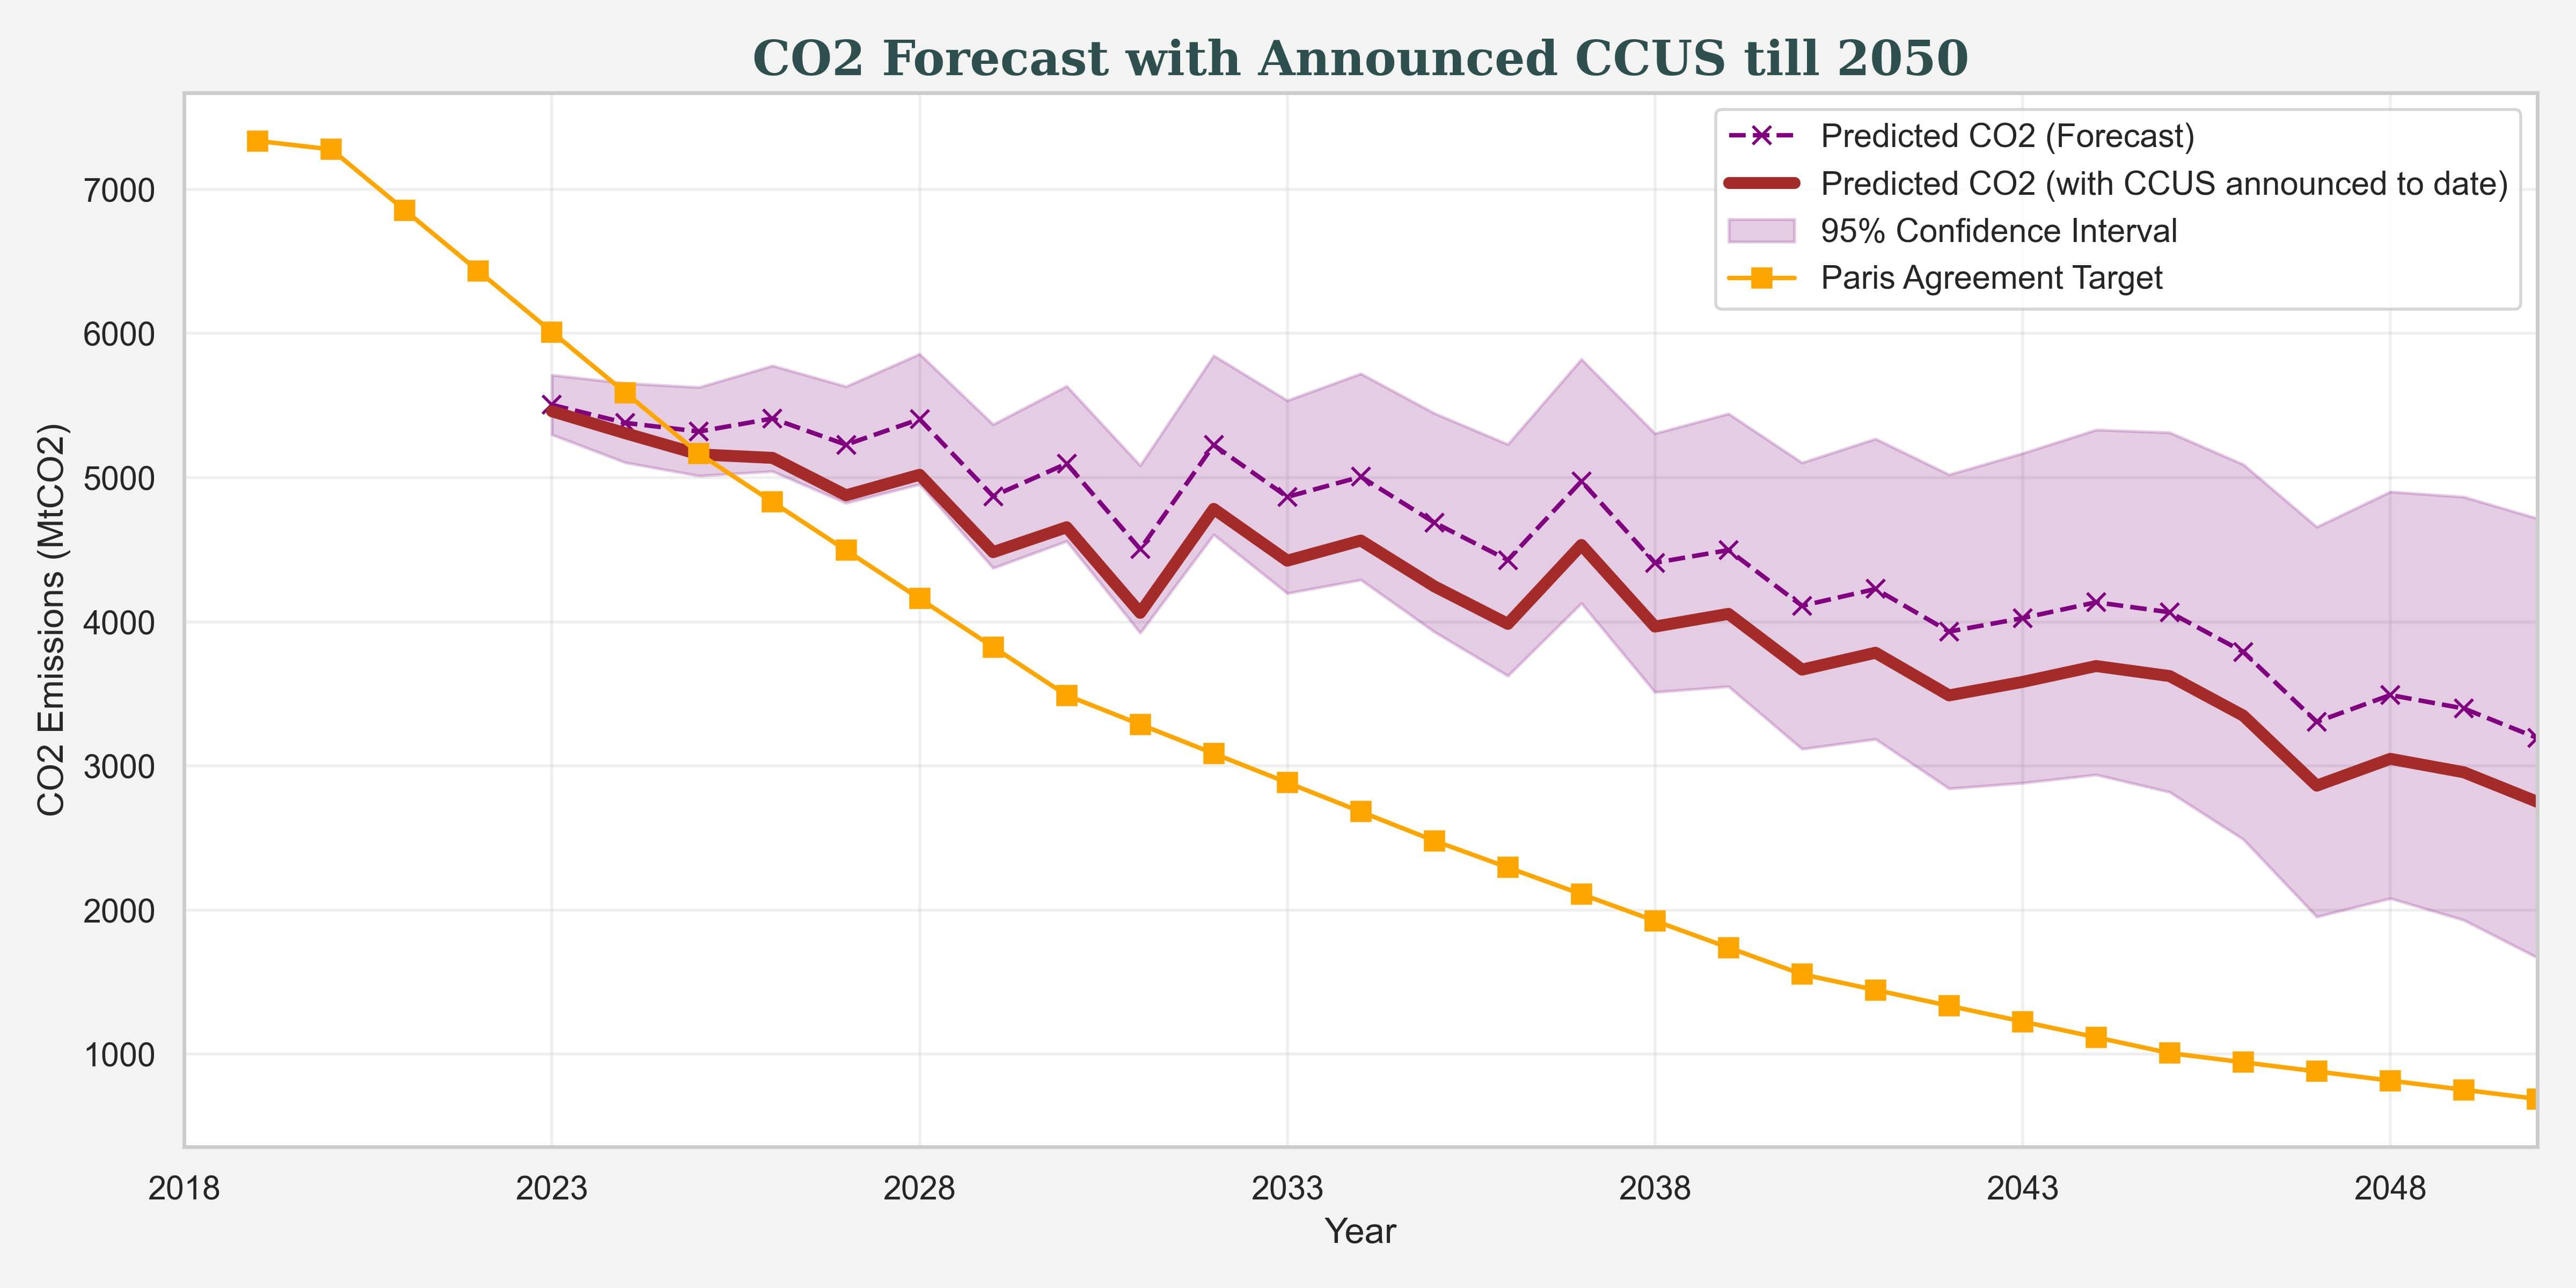 CO2 Forecast with Announced CCUS till 2050
Predicted CO2 (Forecast)
Predicted CO2 (with CCUS announced to date)
95% Confidence Interval
Paris Agreement Target
CO2 Emissions (MtCO2)
7000
6000
5000
4000
3000
2000
1000
2018 2023 2028 2033 2038 2043 2048
Year